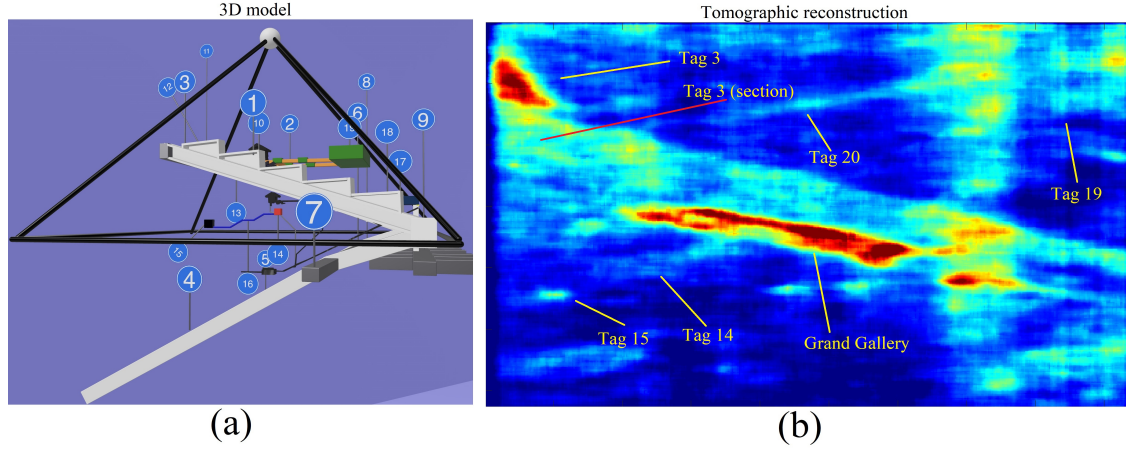 3D model
11
12
3
1
8
10
2
6
18
9
17
13
7
15
5
14
4
16
(a)
Tomographic reconstruction
Tag 3
Tag 3 (section)
Tag 20
Tag 19
Tag 15
Tag 14
Grand Gallery
(b)